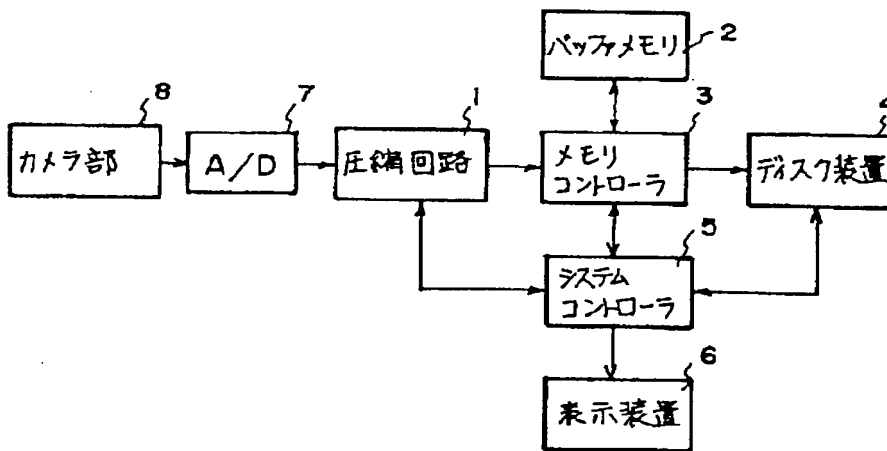 バッファメモリ
2
8
7
1
3
4
カメラ部
A/D
圧縮回路
メモリ
コントローラ
ディスク装置
5
システム
コントローラ
6
表示装置